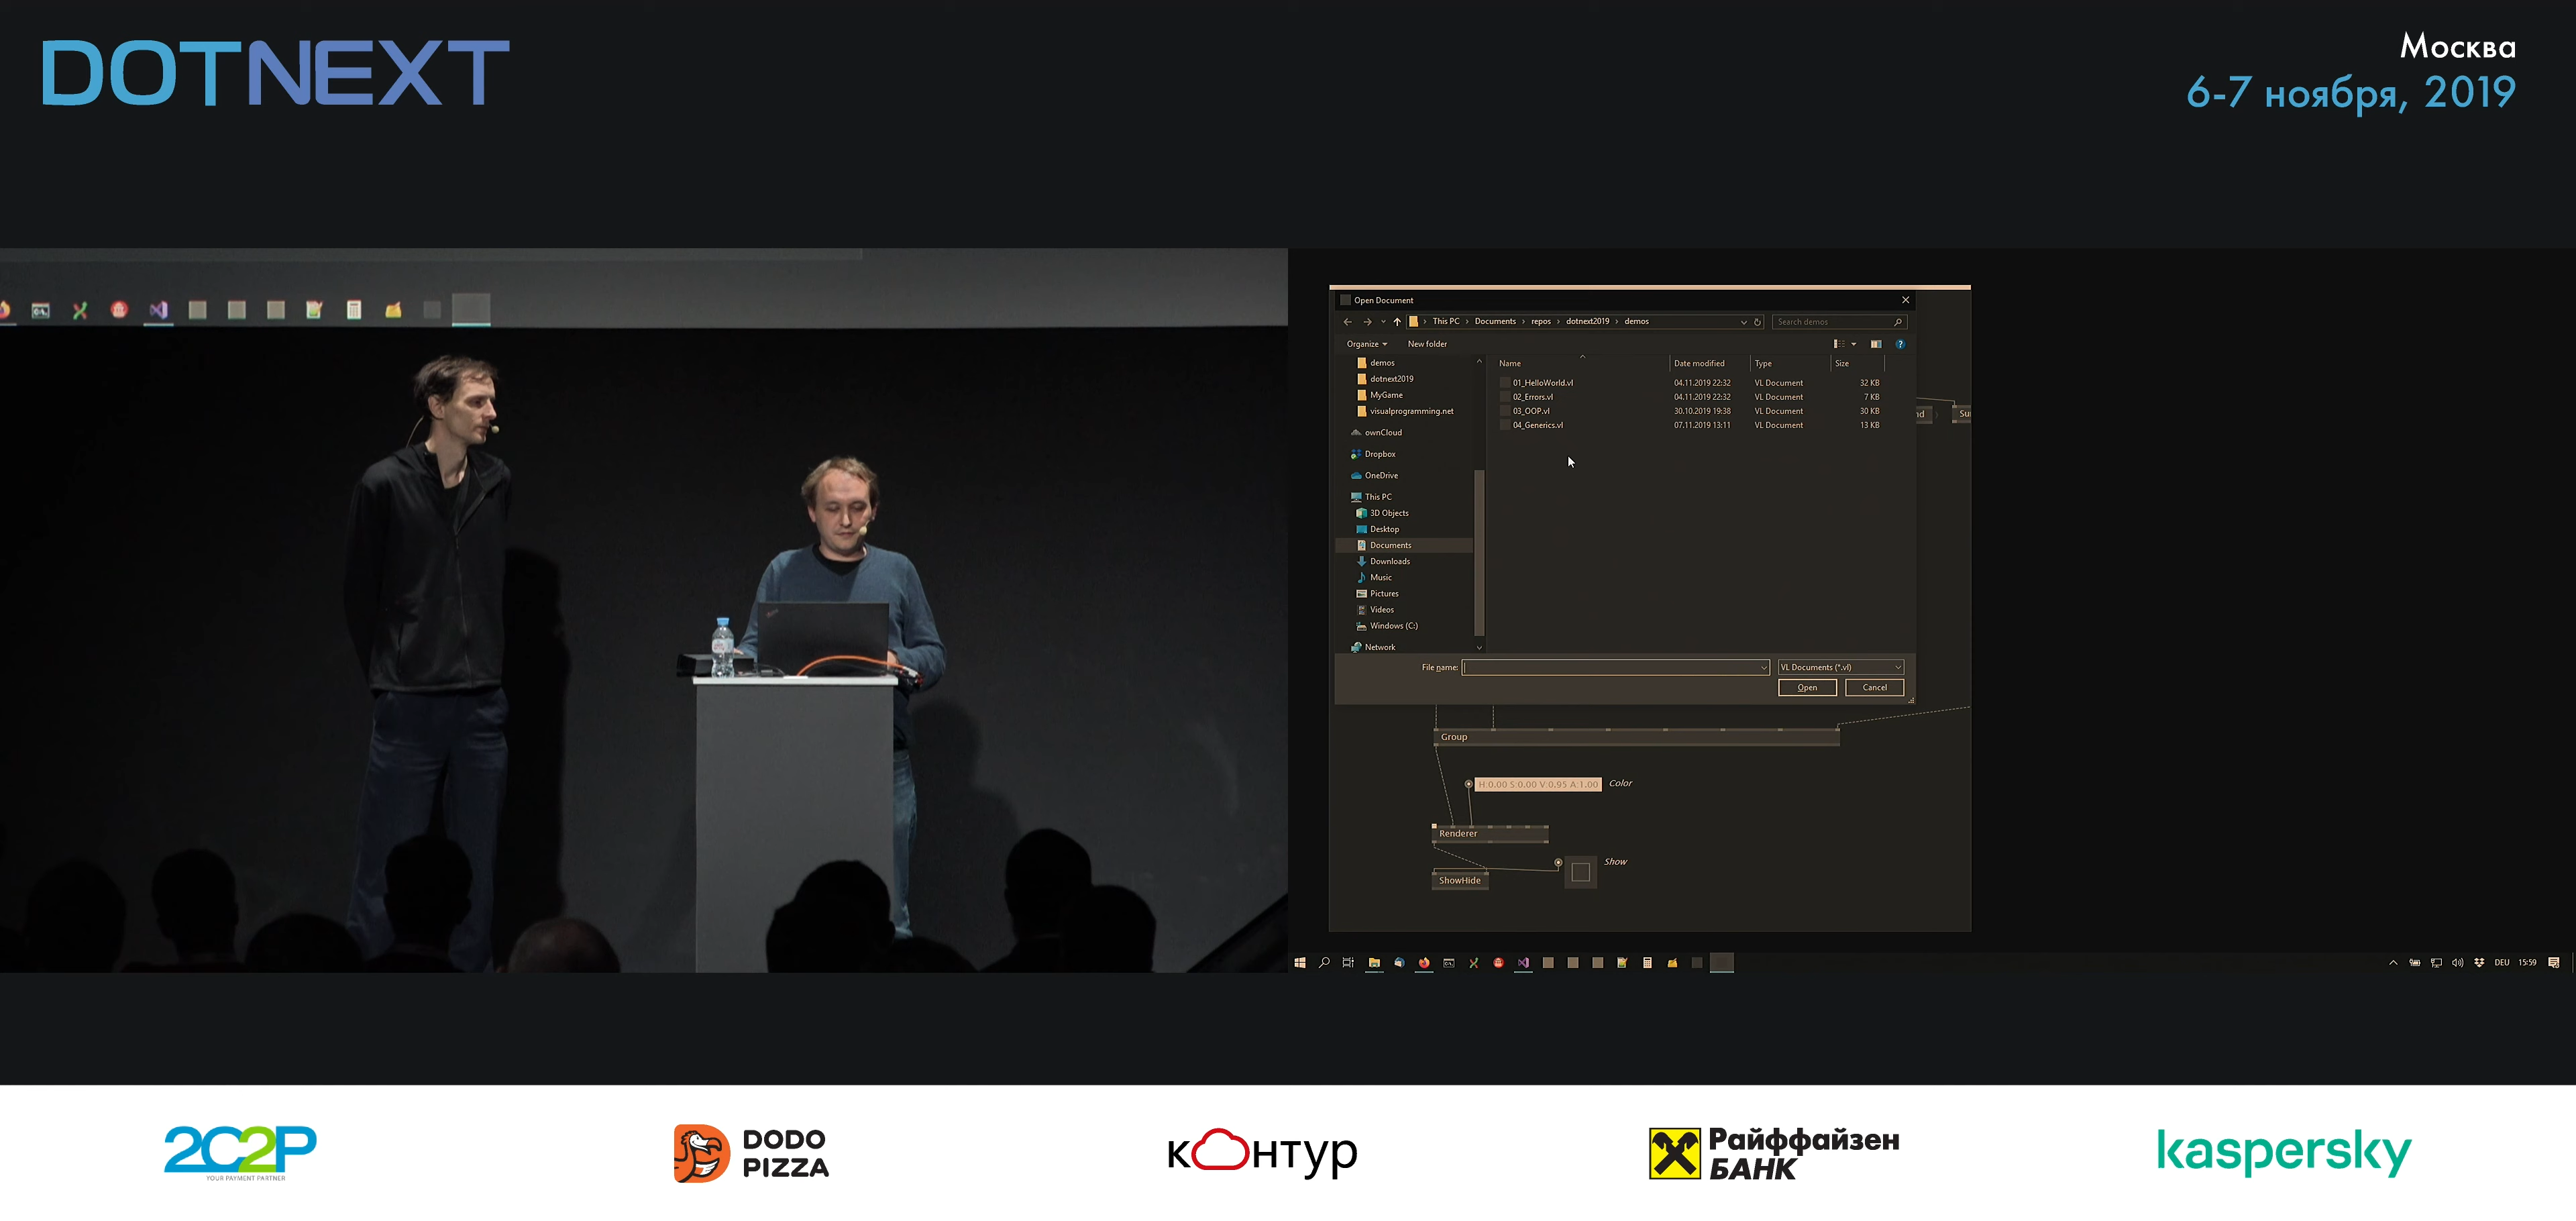 DOTNEXT
Москва
6-7 ноября, 2019
Open Document
This PC > Documents > repos > dotnext2019 > demos
Search demos
Organize
New folder
demos
dotnext2019
MyGame
visualprogramming.net
ownCloud
Dropbox
OneDrive
This PC
3D Objects
Desktop
Documents
Downloads
Music
Pictures
Videos
Windows (C:)
Network
Name Date modified Type Size
01_HelloWorld.vl 04.11.2019 22:32 VL Document 32 KB
02_Errors.vl 04.11.2019 22:32 VL Document 7 KB
03_OOP.vl 30.10.2019 19:38 VL Document 30 KB
04_Generics.vl 07.11.2019 13:11 VL Document 13 KB
File name:
VL Documents (*.vl)
Open
Cancel
Group
H:0.00 S:0.00 V:0.95 A:1.00
Color
Renderer
Show
ShowHide
DEU 15:59
2C2P
YOUR PAYMENT PARTNER
DODO
PIZZA
контур
Райффайзен
БАНК
kaspersky